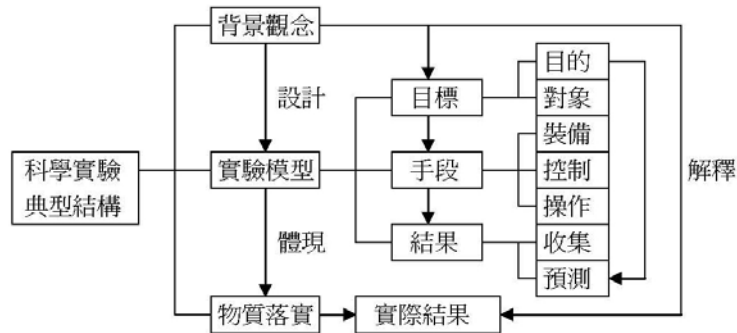 背景觀念
目的
設計
目標
對象
裝備
科學實驗
典型結構
實驗模型
手段
控制
解釋
操作
體現
結果
收集
預測
物質落實
實際結果